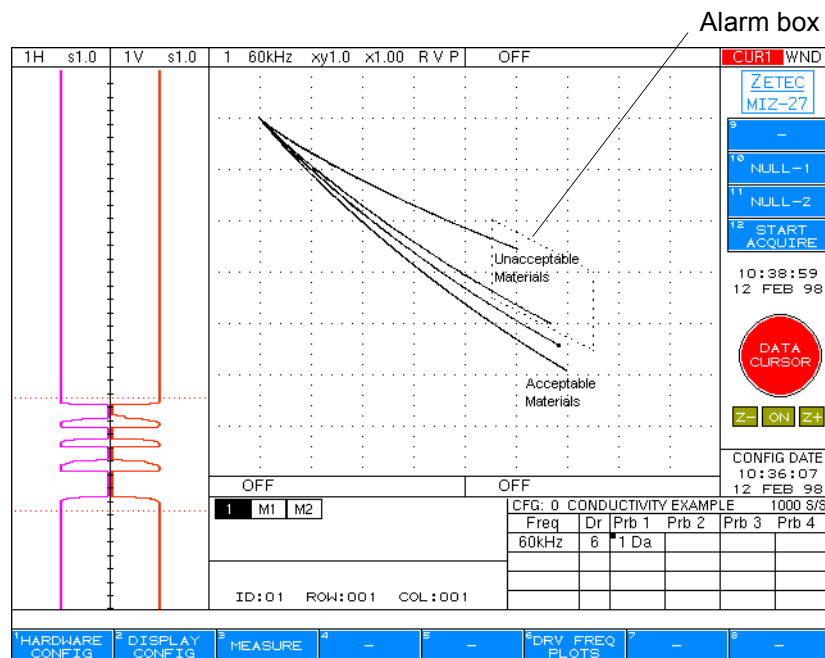 Alarm box
1H s1.0 1V s1.0 1 60kHz xy1.0 x1.00 R V P OFF CUR1 WND
ZETEC
MIZ-27
9 –
10 NULL-1
11 NULL-2
12 START
ACQUIRE
Unacceptable
Materials
10:38:59
12 FEB 98
DATA
CURSOR
Acceptable
Materials
Z- ON Z+
CONFIG DATE
10:36:07
12 FEB 98
OFF OFF
1 M1 M2
CFG: 0 CONDUCTIVITY EXAMPLE 1000 S/S
Freq Dr Prb 1 Prb 2 Prb 3 Prb 4
60kHz 6 1 Da
ID:01 ROW:001 COL:001
1 HARDWARE
CONFIG
2 DISPLAY
CONFIG
3 MEASURE
4 –
5 –
6 DRV FREQ
PLOTS
7 –
8 –